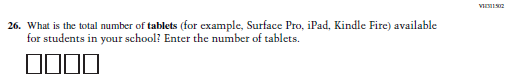 VH311502
26. What is the total number of tablets (for example, Surface Pro, iPad, Kindle Fire) available
for students in your school? Enter the number of tablets.